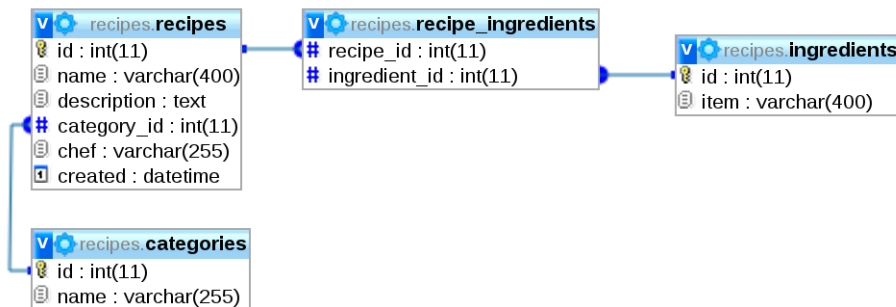 recipes.recipes
id : int(11)
name : varchar(400)
description : text
category_id : int(11)
chef : varchar(255)
created : datetime
recipes.recipe_ingredients
recipe_id : int(11)
ingredient_id : int(11)
recipes.ingredients
id : int(11)
item : varchar(400)
recipes.categories
id : int(11)
name : varchar(255)